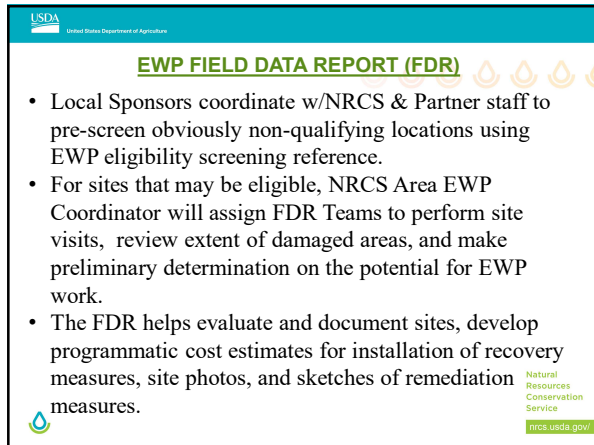 USDA
United States Department of Agriculture
EWP FIELD DATA REPORT (FDR)
• Local Sponsors coordinate w/NRCS & Partner staff to
pre-screen obviously non-qualifying locations using
EWP eligibility screening reference.
• For sites that may be eligible, NRCS Area EWP
Coordinator will assign FDR Teams to perform site
visits, review extent of damaged areas, and make
preliminary determination on the potential for EWP
work.
• The FDR helps evaluate and document sites, develop
programmatic cost estimates for installation of recovery
measures, site photos, and sketches of remediation
measures.
Natural
Resources
Conservation
Service
nrcs.usda.gov/